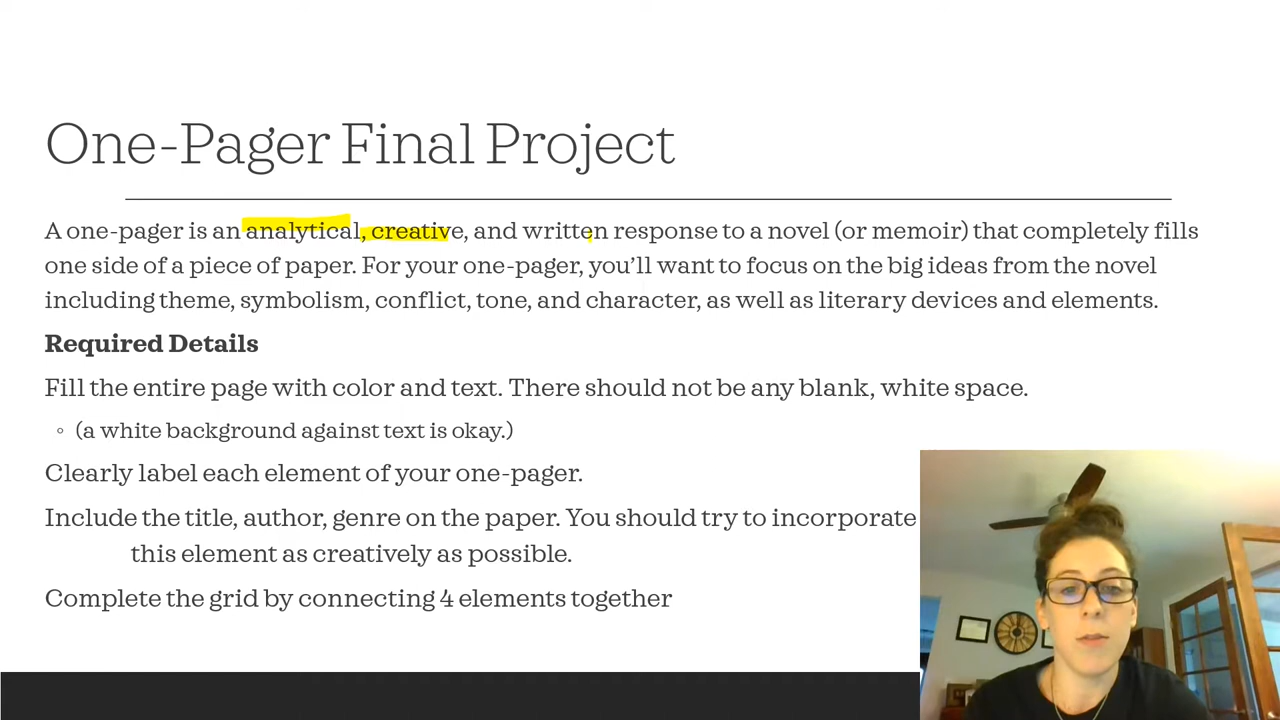 One-Pager Final Project
A one-pager is an analytical, creative, and written response to a novel (or memoir) that completely fills
one side of a piece of paper. For your one-pager, you’ll want to focus on the big ideas from the novel
including theme, symbolism, conflict, tone, and character, as well as literary devices and elements.
Required Details
Fill the entire page with color and text. There should not be any blank, white space.
(a white background against text is okay.)
Clearly label each element of your one-pager.
Include the title, author, genre on the paper. You should try to incorporate
this element as creatively as possible.
Complete the grid by connecting 4 elements together